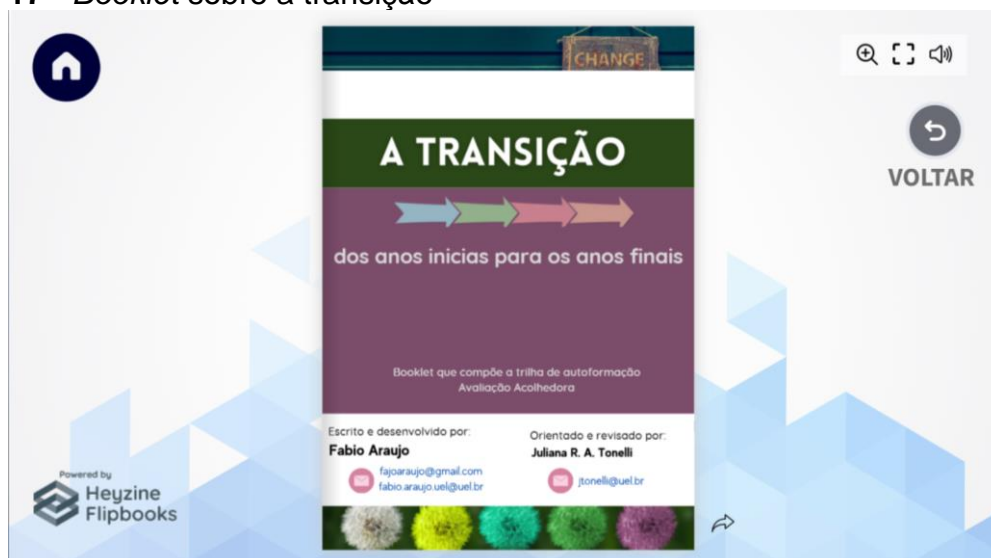 Booklet sobre a transição
CHANGE
VOLTAR
A TRANSIÇÃO
dos anos inicias para os anos finais
Booklet que compõe a trilha de autoformação
Avaliação Acolhedora
Escrito e desenvolvido por:
Fabio Araujo
fajoaraujo@gmail.com
fabio.araujo.uel@uel.br
Orientado e revisado por:
Juliana R. A. Tonelli
jtonelli@uel.br
Powered by
Heyzine
Flipbooks